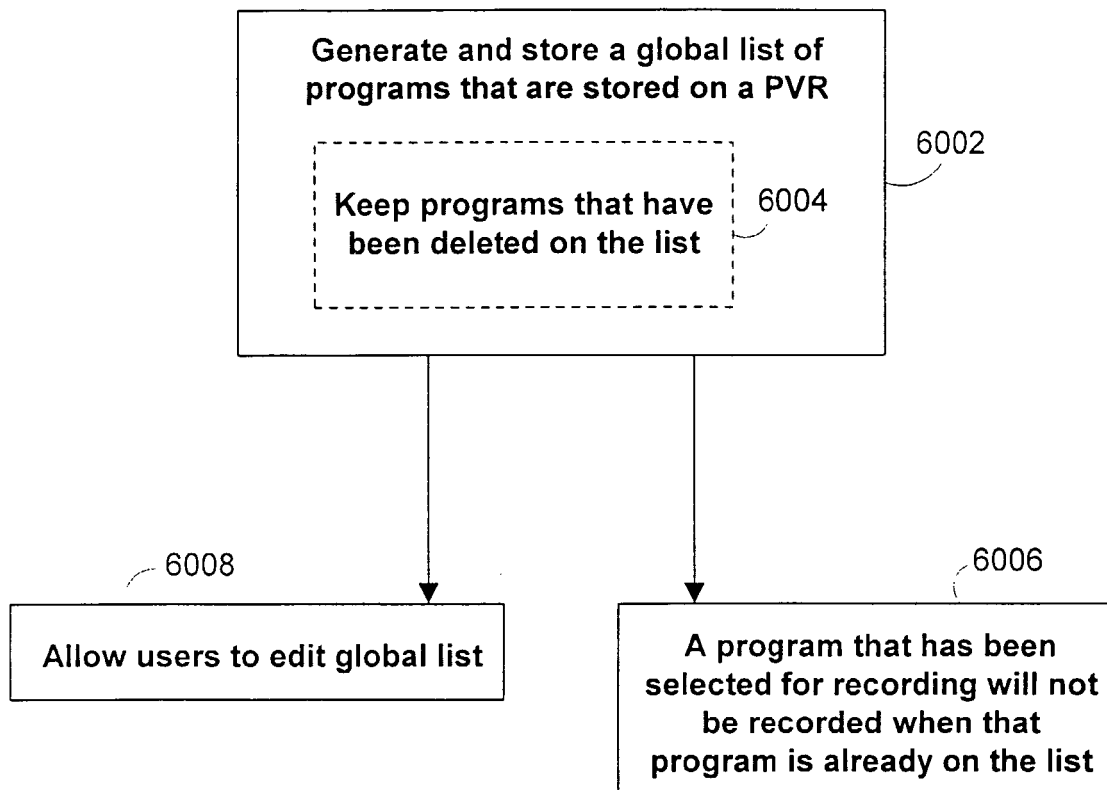 Generate and store a global list of
programs that are stored on a PVR
6002
Keep programs that have
been deleted on the list
6004
6008
Allow users to edit global list
6006
A program that has been
selected for recording will not
be recorded when that
program is already on the list